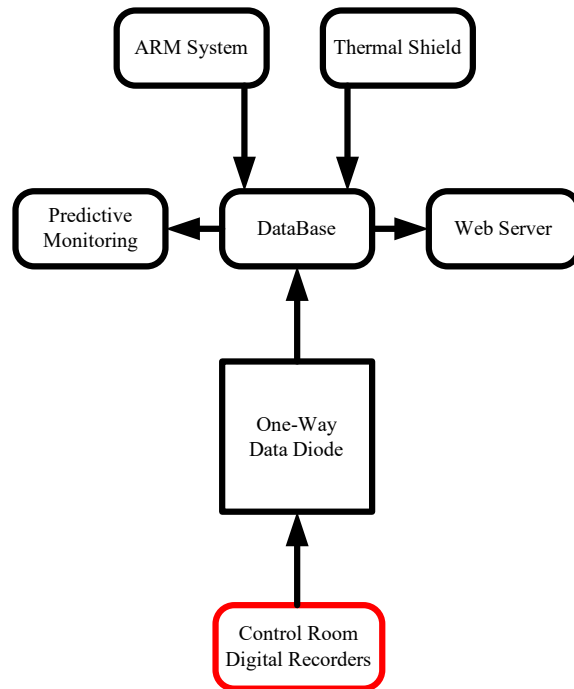 ARM System
Thermal Shield
Predictive
Monitoring
DataBase
Web Server
One-Way
Data Diode
Control Room
Digital Recorders